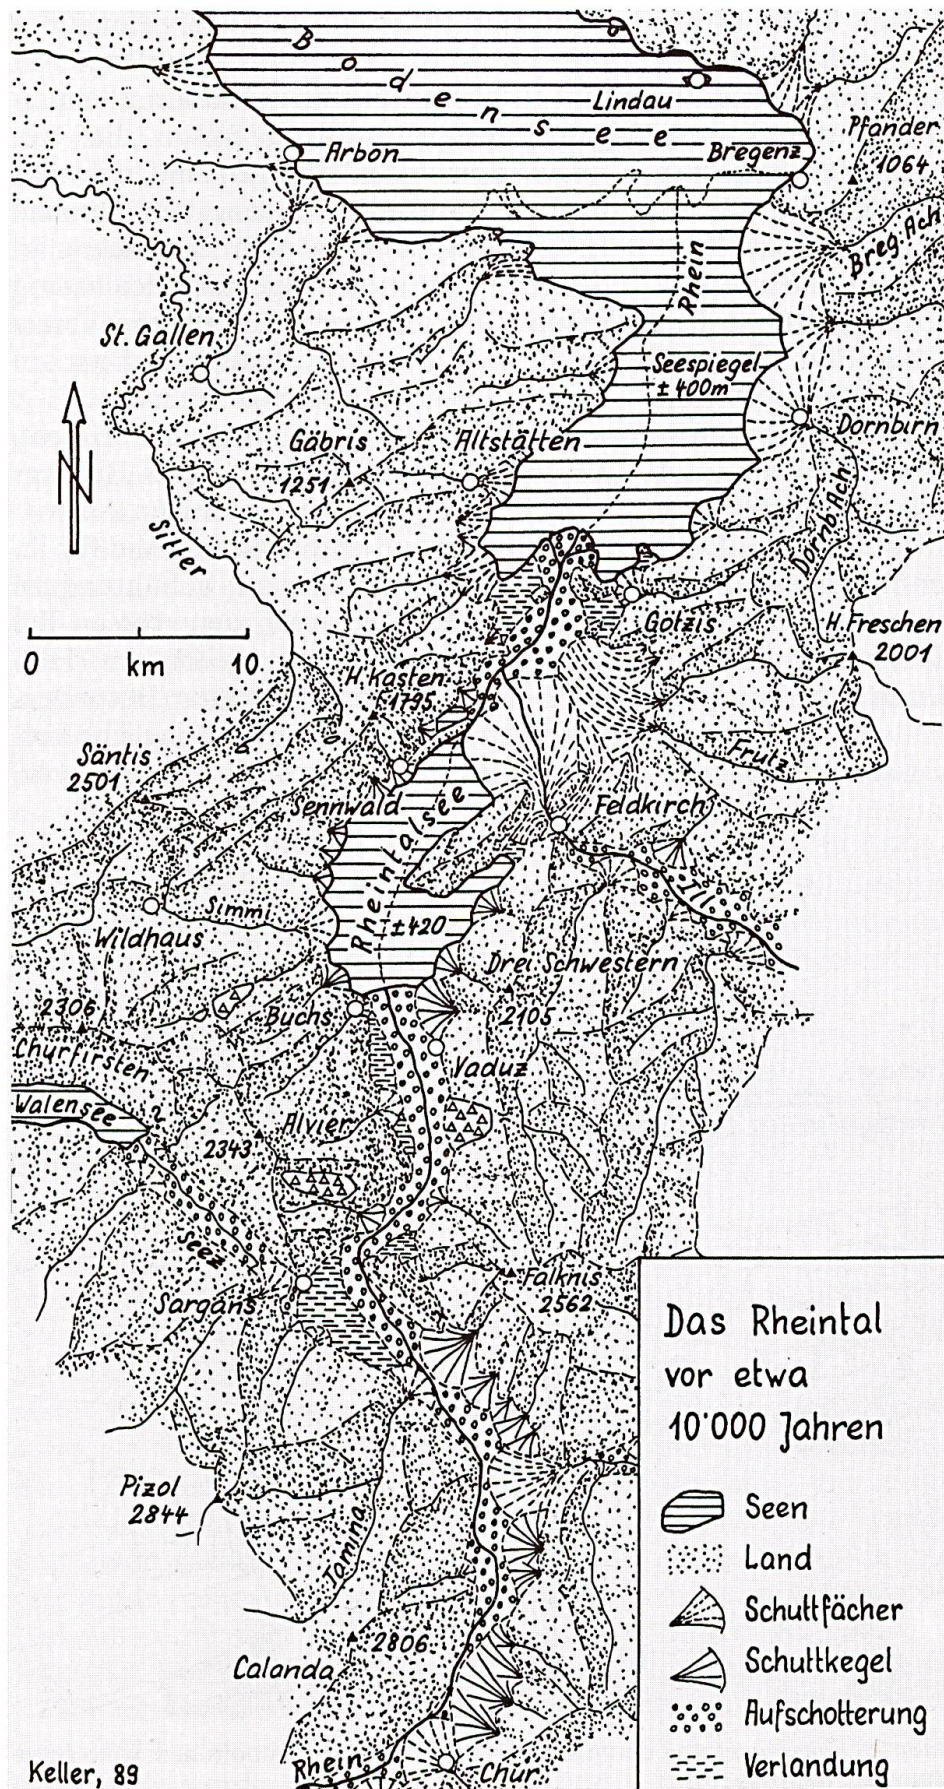 Bodensee
Lindau
Arbon
Bregenz
Pfänder
1064
Breg. Ach
Rhein
St. Gallen
Seespiegel
± 400m
Gäbris
1251
Altstätten
Dornbirn
N
Sitter
Dornb. Ach
Götzis
H. Freschen
2001
0 km 10
H. Kasten
1795
Frutz
Säntis
2501
Sennwald
Rheintalsee
±420
Feldkirch
Ill
Simmi
Wildhaus
Drei Schwestern
2105
2306
Churfirsten
Buchs
Vaduz
Walensee
?
Alvier
2343
Seez
Sargans
Falknis
2562
Pizol
2844
Tamina
2806
Calanda
Rhein
Chur
Das Rheintal
vor etwa
10'000 Jahren
Seen
Land
Schuttfächer
Schuttkegel
Aufschotterung
Verlandung
Keller, 89